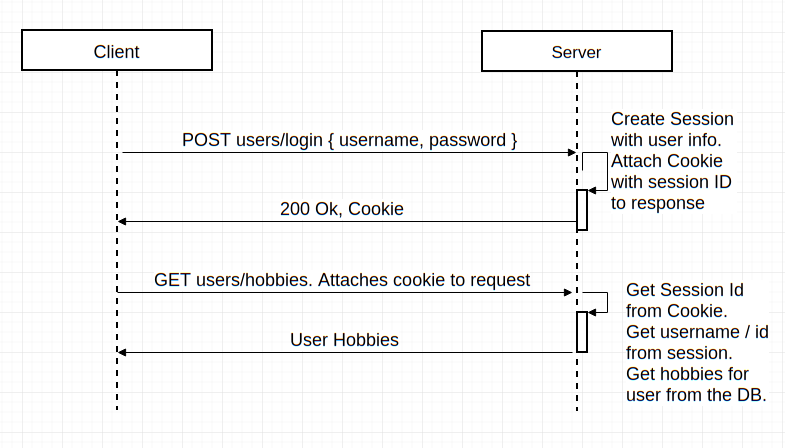 Client
Server
POST users/login { username, password }
Create Session
with user info.
Attach Cookie
with session ID
to response
200 Ok, Cookie
GET users/hobbies. Attaches cookie to request
Get Session Id
from Cookie.
Get username / id
from session.
Get hobbies for
user from the DB.
User Hobbies